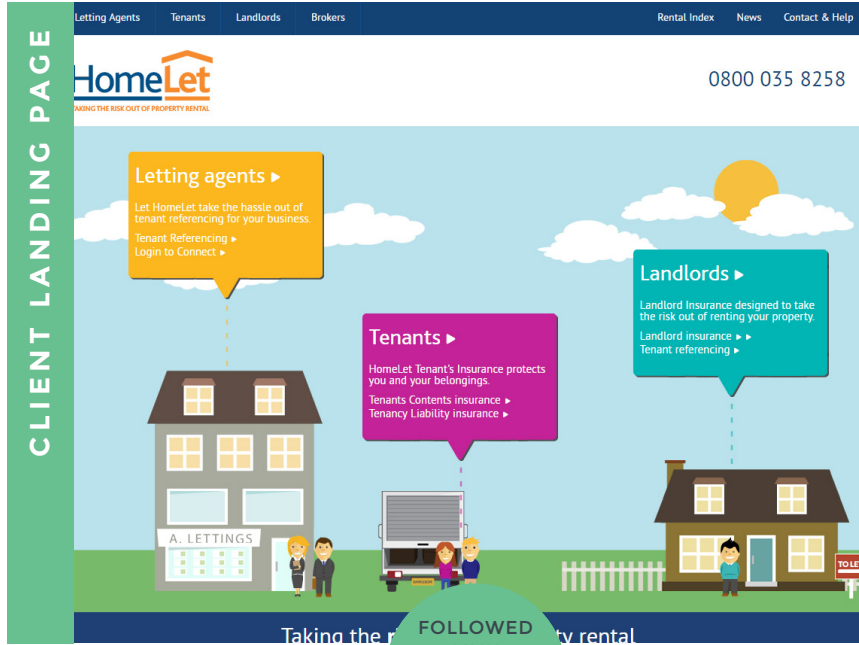 CLIENT LANDING PAGE
Letting Agents Tenants Landlords Brokers Rental Index News Contact & Help
HomeLet
TAKING THE RISK OUT OF PROPERTY RENTAL
0800 035 8258
Letting agents ▸
Let HomeLet take the hassle out of
tenant referencing for your business.
Tenant Referencing ▸
Login to Connect ▸
Landlords ▸
Landlord Insurance designed to take
the risk out of renting your property.
Landlord insurance ▸ ▸
Tenant referencing ▸
Tenants ▸
HomeLet Tenant's Insurance protects
you and your belongings.
Tenants Contents insurance ▸
Tenancy Liability insurance ▸
A. LETTINGS
TO LE
Taking the r ty rental
FOLLOWED